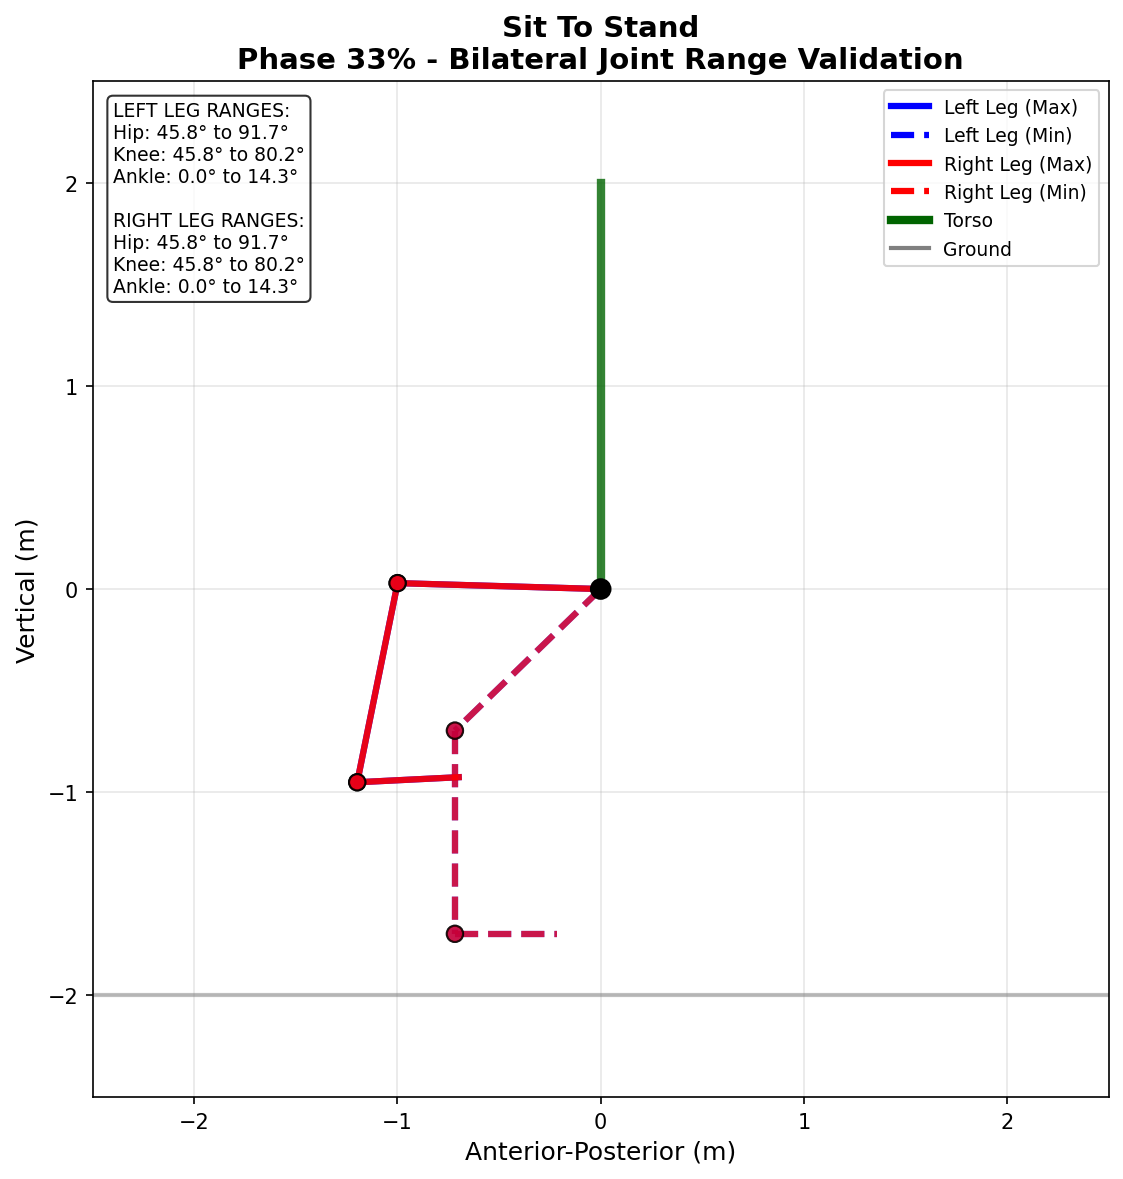 Sit To Stand
Phase 33% - Bilateral Joint Range Validation
LEFT LEG RANGES:
Hip: 45.8° to 91.7°
Knee: 45.8° to 80.2°
Ankle: 0.0° to 14.3°
RIGHT LEG RANGES:
Hip: 45.8° to 91.7°
Knee: 45.8° to 80.2°
Ankle: 0.0° to 14.3°
Left Leg (Max)
Left Leg (Min)
Right Leg (Max)
Right Leg (Min)
Torso
Ground
Vertical (m)
2
1
0
−1
−2
−2
−1
0
1
2
Anterior-Posterior (m)